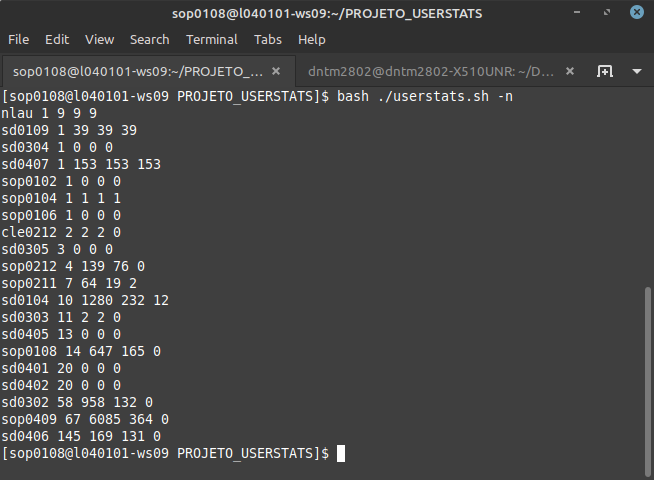 sop0108@l040101-ws09:~/PROJETO_USERSTATS
File Edit View Search Terminal Tabs Help
sop0108@l040101-ws09:~/PROJETO_... dntm2802@dntm2802-X510UNR: ~/D...
[sop0108@l040101-ws09 PROJETO_USERSTATS]$ bash ./userstats.sh -n
nlau 1 9 9 9
sd0109 1 39 39 39
sd0304 1 0 0 0
sd0407 1 153 153 153
sop0102 1 0 0 0
sop0104 1 1 1 1
sop0106 1 0 0 0
cle0212 2 2 2 0
sd0305 3 0 0 0
sop0212 4 139 76 0
sop0211 7 64 19 2
sd0104 10 1280 232 12
sd0303 11 2 2 0
sd0405 13 0 0 0
sop0108 14 647 165 0
sd0401 20 0 0 0
sd0402 20 0 0 0
sd0302 58 958 132 0
sop0409 67 6085 364 0
sd0406 145 169 131 0
[sop0108@l040101-ws09 PROJETO_USERSTATS]$